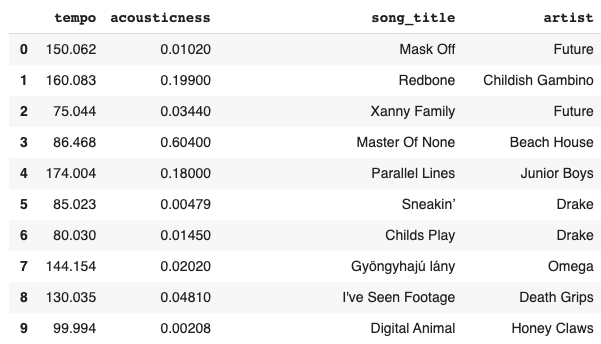 tempo acousticness song_title artist
0 150.062 0.01020 Mask Off Future
1 160.083 0.19900 Redbone Childish Gambino
2 75.044 0.03440 Xanny Family Future
3 86.468 0.60400 Master Of None Beach House
4 174.004 0.18000 Parallel Lines Junior Boys
5 85.023 0.00479 Sneakin’ Drake
6 80.030 0.01450 Childs Play Drake
7 144.154 0.02020 Gyöngyhajú lány Omega
8 130.035 0.04810 I've Seen Footage Death Grips
9 99.994 0.00208 Digital Animal Honey Claws